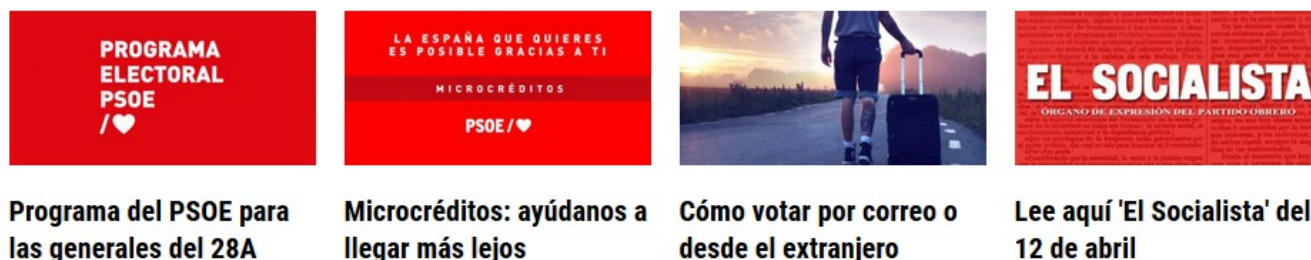 PROGRAMA
ELECTORAL
PSOE
/♥
LA ESPAÑA QUE QUIERES
ES POSIBLE GRACIAS A TI
MICROCRÉDITOS
PSOE/♥
EL SOCIALISTA
ÓRGANO DE EXPRESIÓN DEL PARTIDO OBRERO
Programa del PSOE para
las generales del 28A
Microcréditos: ayúdanos a
llegar más lejos
Cómo votar por correo o
desde el extranjero
Lee aquí 'El Socialista' del
12 de abril